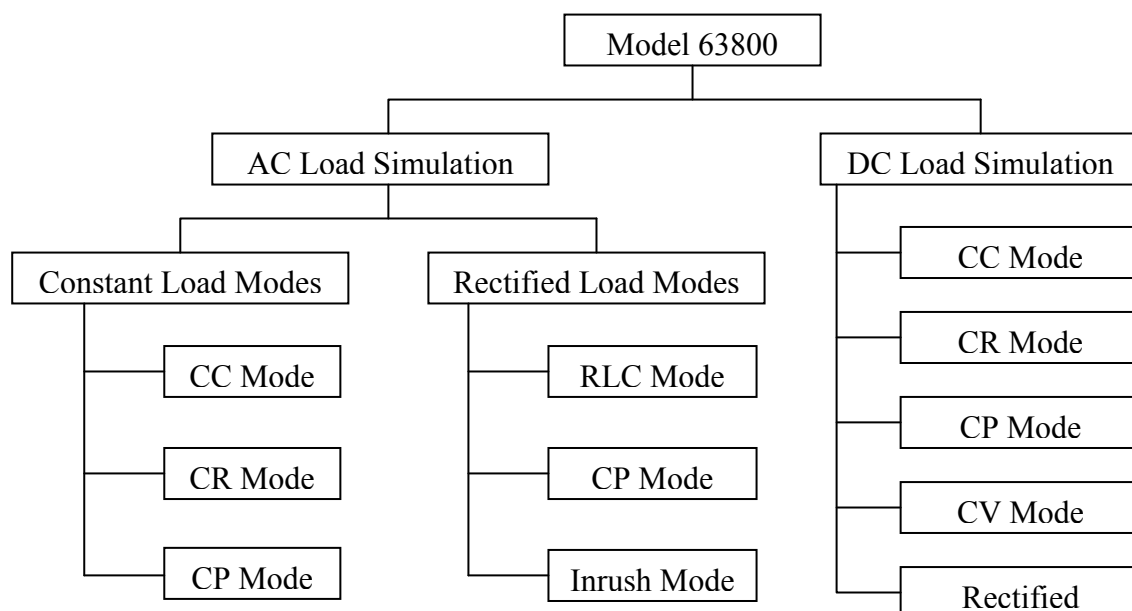 Model 63800
AC Load Simulation
DC Load Simulation
Constant Load Modes
Rectified Load Modes
CC Mode
CR Mode
CP Mode
RLC Mode
CP Mode
Inrush Mode
CC Mode
CR Mode
CP Mode
CV Mode
Rectified